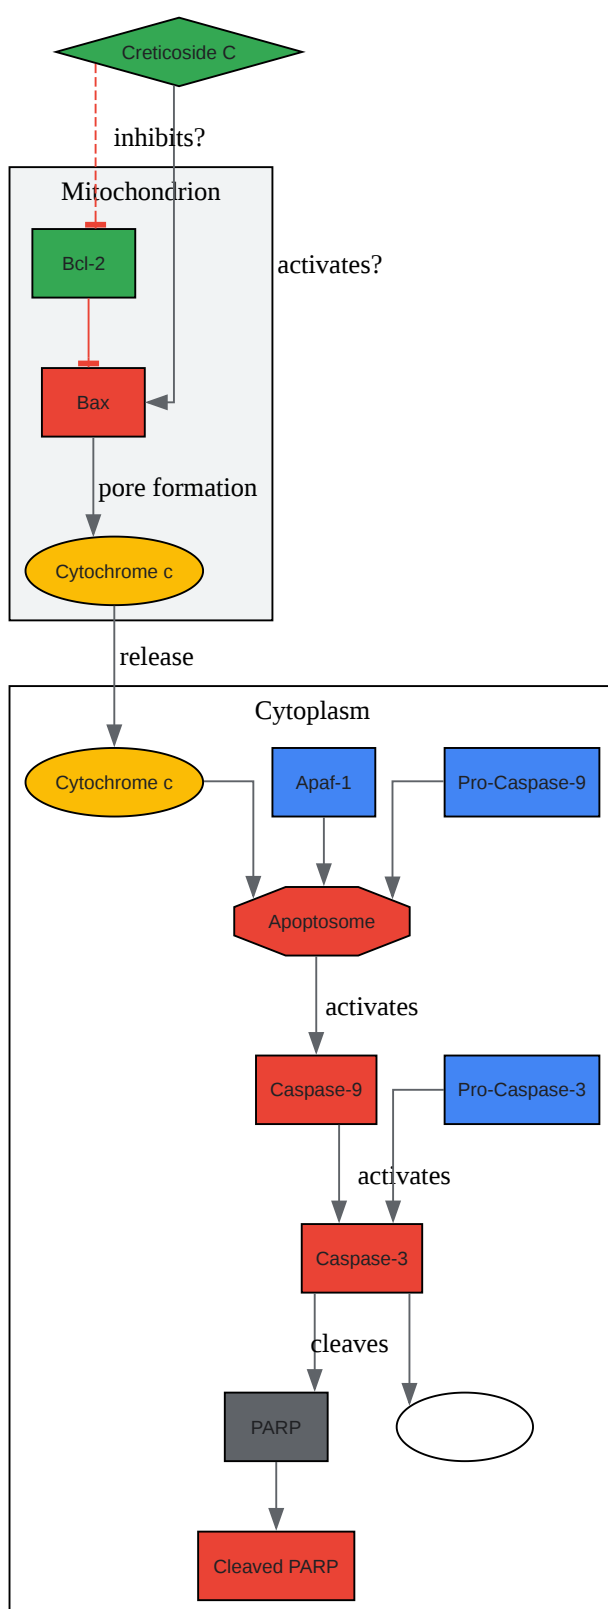 Creticoside C
inhibits?
Mitochondrion
Bcl-2
activates?
Bax
pore formation
Cytochrome c
release
Cytoplasm
Cytochrome c
Apaf-1
Pro-Caspase-9
Apoptosome
activates
Caspase-9
Pro-Caspase-3
activates
Caspase-3
cleaves
PARP
Cleaved PARP